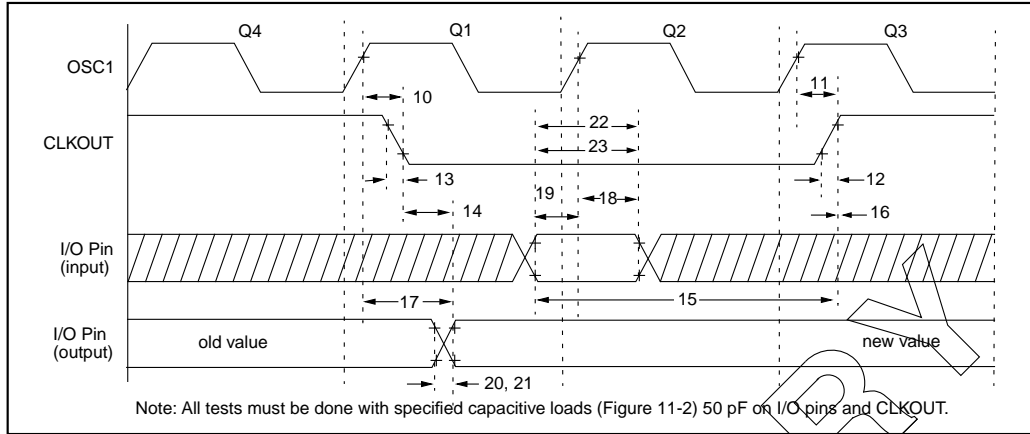 Q4 Q1 Q2 Q3
OSC1
10 11
CLKOUT
22
23
13 12
19 18
14 16
I/O Pin
(input)
17 15
I/O Pin
(output)
old value new value
20, 21
Note: All tests must be done with specified capacitive loads (Figure 11-2) 50 pF on I/O pins and CLKOUT.
R Y